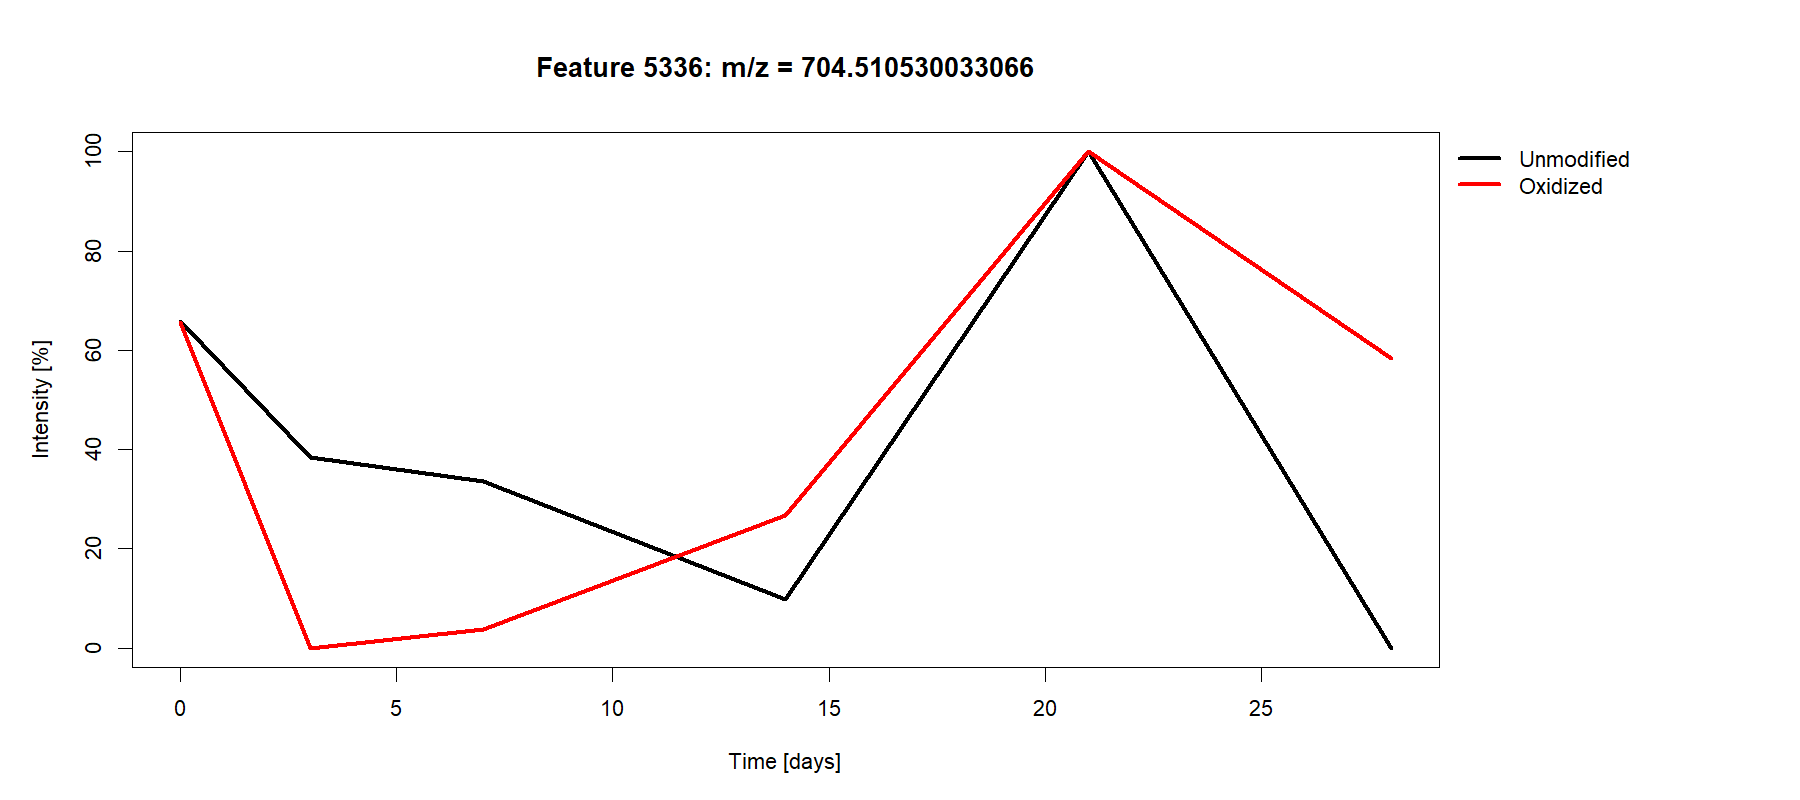 Feature 5336: m/z = 704.510530033066
Unmodified
Oxidized
Intensity [%]
100
80
60
40
20
0
0 5 10 15 20 25
Time [days]